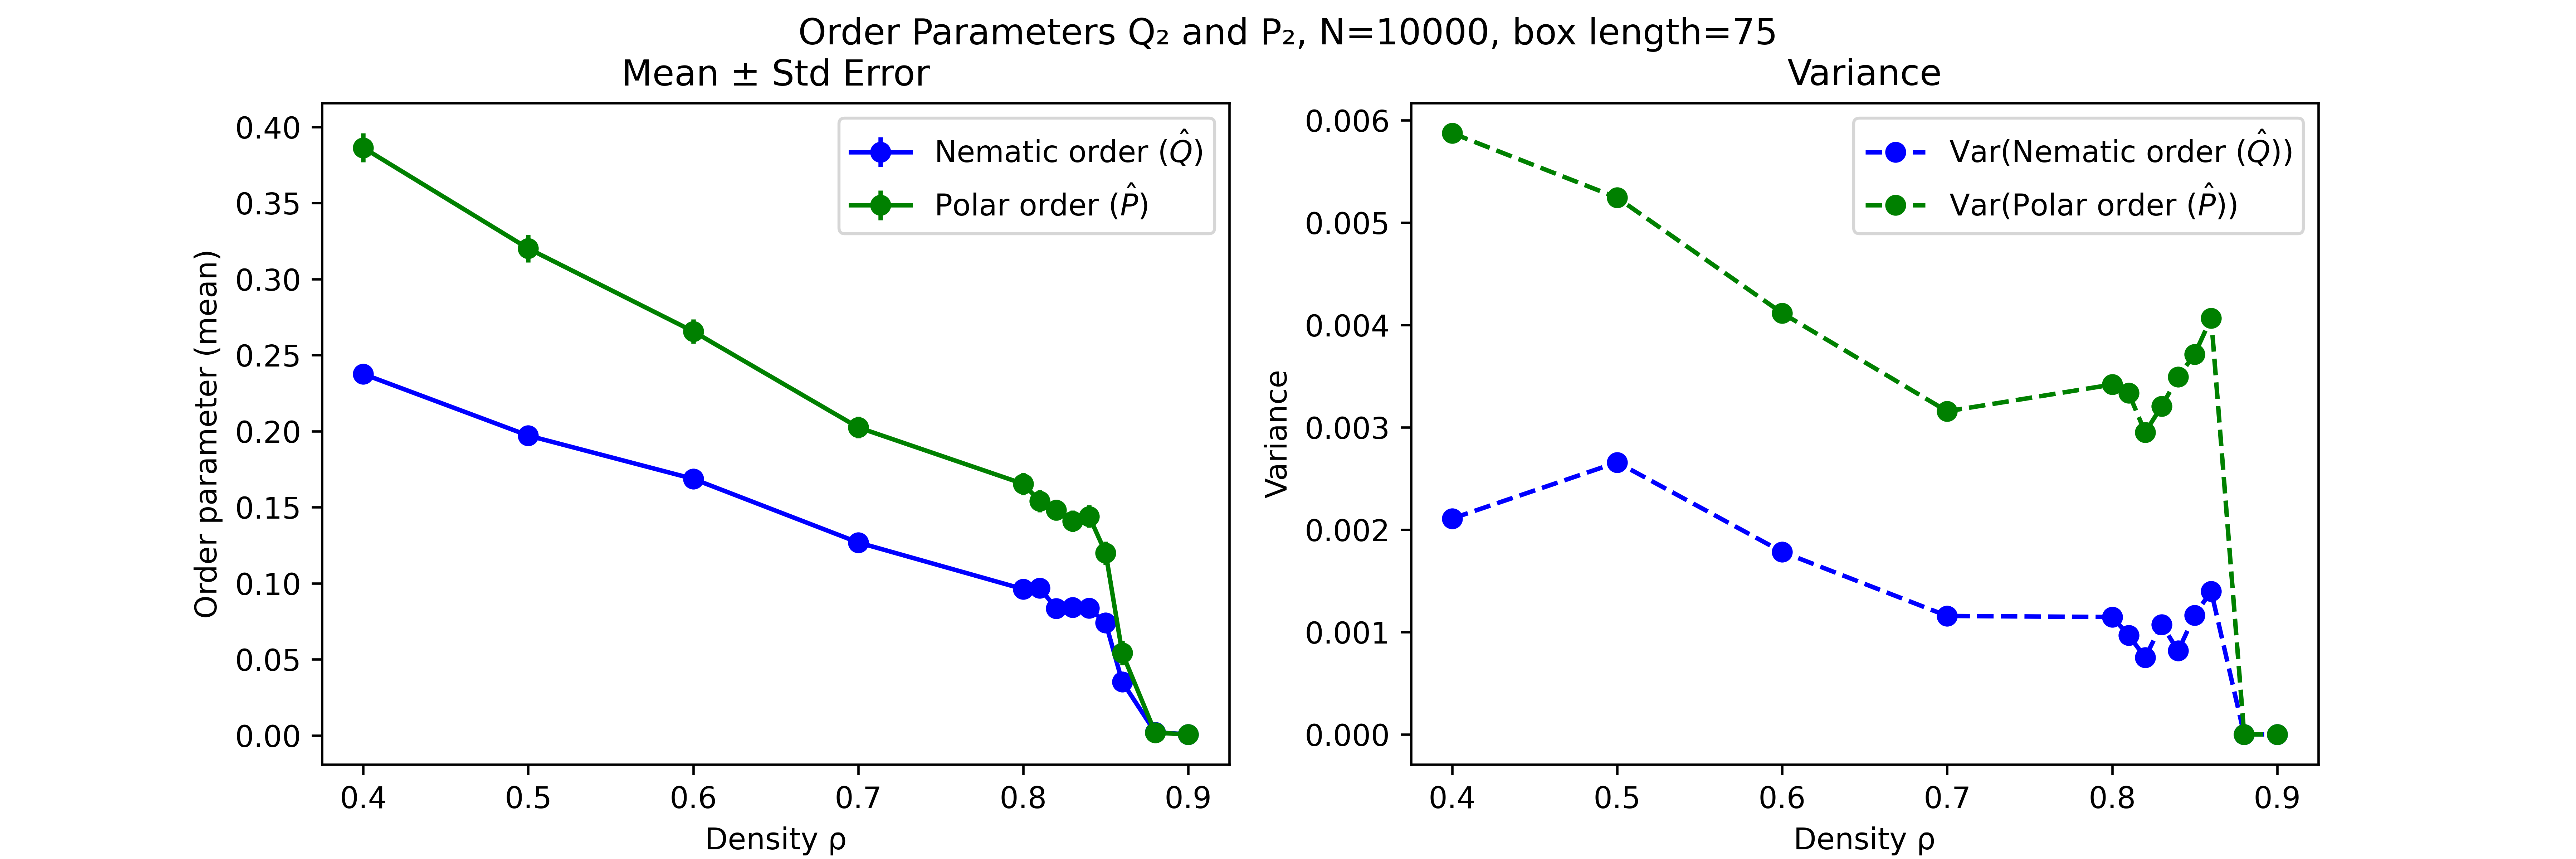 Order Parameters Q₂ and P₂, N=10000, box length=75
Mean ± Std Error
Order parameter (mean)
0.40
0.35
0.30
0.25
0.20
0.15
0.10
0.05
0.00
Nematic order (Q̂)
Polar order (P̂)
0.4 0.5 0.6 0.7 0.8 0.9
Density ρ
Variance
Variance
0.006
0.005
0.004
0.003
0.002
0.001
0.000
Var(Nematic order (Q̂))
Var(Polar order (P̂))
0.4 0.5 0.6 0.7 0.8 0.9
Density ρ